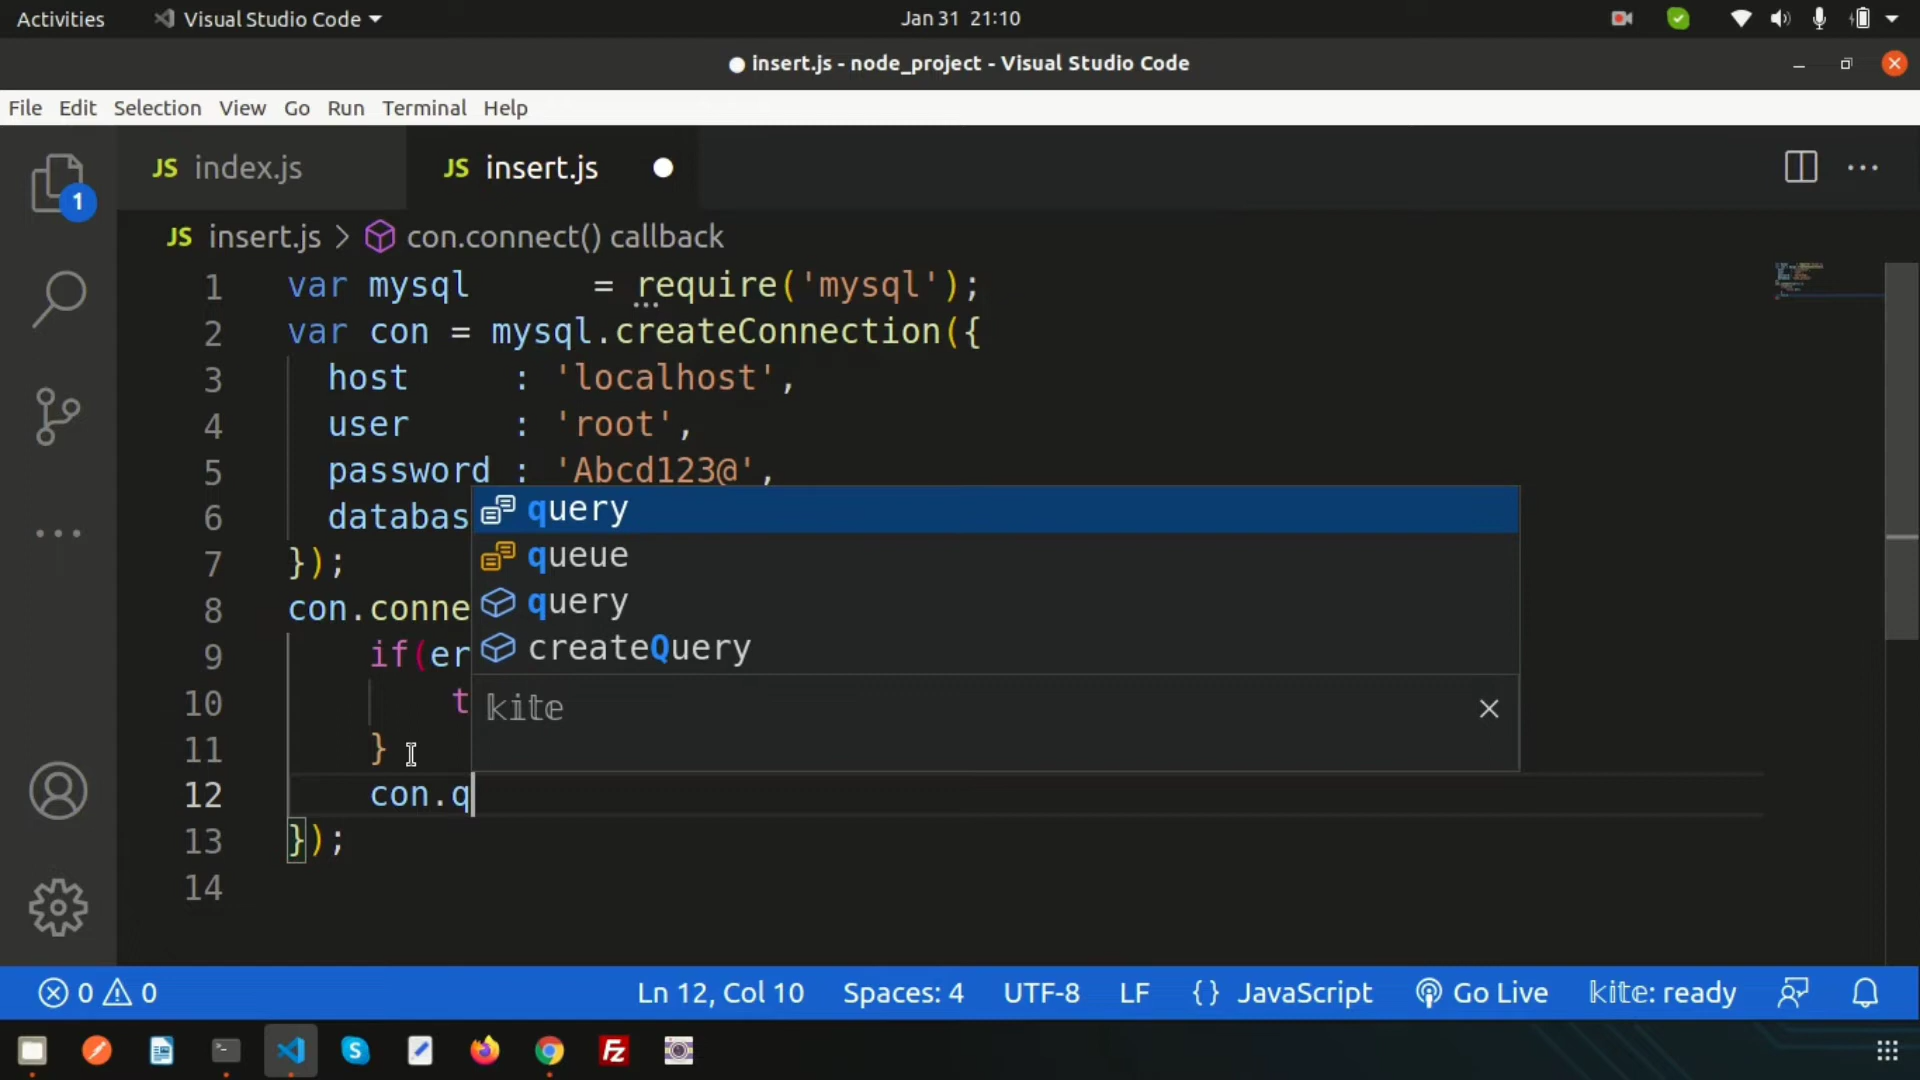 Activities Visual Studio Code Jan 31 21:10
insert.js - node_project - Visual Studio Code
File Edit Selection View Go Run Terminal Help
JS index.js JS insert.js
1
JS insert.js > con.connect() callback
1 var mysql = require('mysql');
2 var con = mysql.createConnection({
3 host : 'localhost',
4 user : 'root',
5 password : 'Abcd123@',
6 databas
query
queue
query
createQuery
kite
7 });
8 con.conne
9 if(er
10 t
11 }
12 con.q
13 });
14
0 0 Ln 12, Col 10 Spaces: 4 UTF-8 LF {} JavaScript Go Live kite: ready